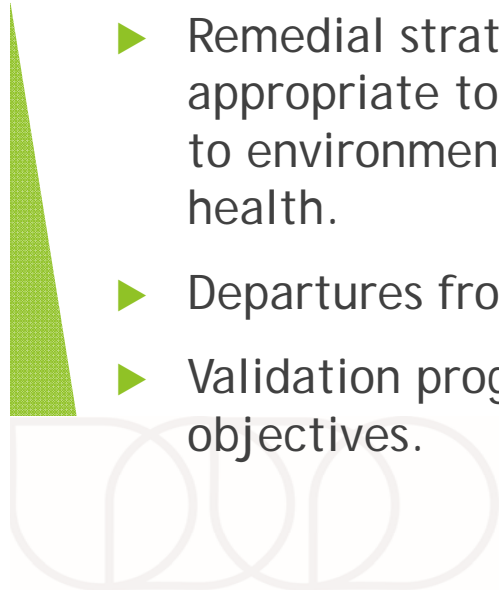 ▶ Remedial strat
appropriate to
to environmen
health.
▶ Departures fro
▶ Validation prog
objectives.